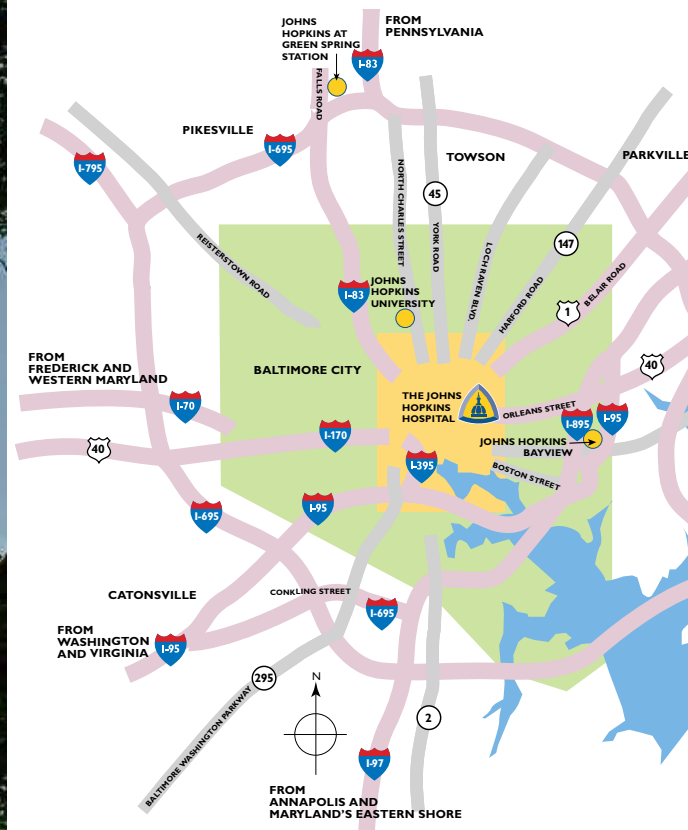 JOHNS
HOPKINS AT
GREEN SPRING
STATION
FROM
PENNSYLVANIA
I-83
FALLS ROAD
PIKESVILLE
I-695
I-795
TOWSON
PARKVILLE
NORTH CHARLES STREET
45
YORK ROAD
LOCH RAVEN BLVD.
147
HARFORD ROAD
REISTERSTOWN ROAD
BELAIR ROAD
1
I-83
JOHNS
HOPKINS
UNIVERSITY
FROM
FREDERICK AND
WESTERN MARYLAND
BALTIMORE CITY
40
I-70
THE JOHNS
HOPKINS
HOSPITAL
ORLEANS STREET
I-895
I-95
I-170
40
JOHNS HOPKINS
BAYVIEW
I-395
BOSTON STREET
I-695
I-95
CATONSVILLE
CONKLING STREET
I-695
FROM
WASHINGTON
AND VIRGINIA
I-95
295
N
BALTIMORE WASHINGTON PARKWAY
2
I-97
FROM
ANNAPOLIS AND
MARYLAND'S EASTERN SHORE